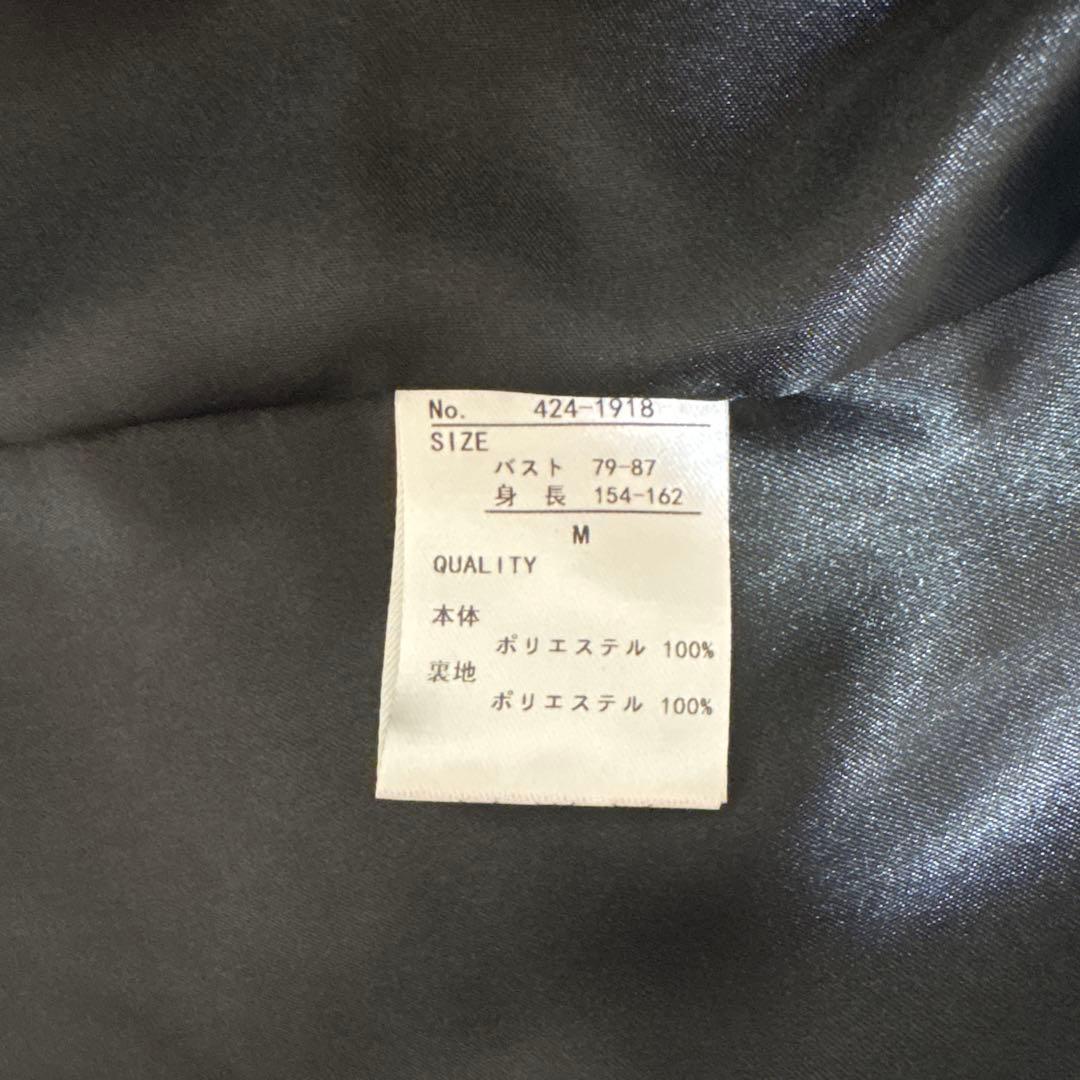 No. 424-1918
SIZE
バスト 79-87
身 長 154-162
M
QUALITY
本体
ポリエステル 100%
裏地
ポリエステル 100%